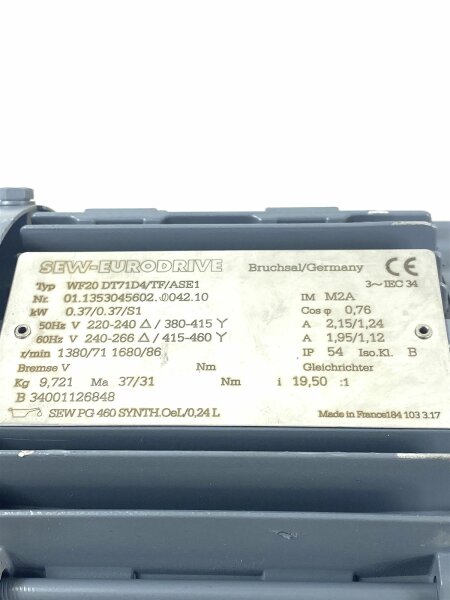 SEW-EURODRIVE Bruchsal/Germany CE
Typ WF20 DT71D4/TF/ASE1 3~IEC 34
Nr. 01.1353045602. 042.10 IM M2A
kW 0.37/0.37/S1 Cos φ 0,76
50Hz V 220-240 Δ / 380-415 Y A 2,15/1,24
60Hz V 240-266 Δ / 415-460 Y A 1,95/1,12
r/min 1380/71 1680/86 IP 54 Iso.Kl. B
Bremse V Nm Gleichrichter
Kg 9,721 Ma 37/31 Nm i 19,50 :1
B 34001126848
SEW PG 460 SYNTH.OeL/0,24 L Made in France 184 103 3.17